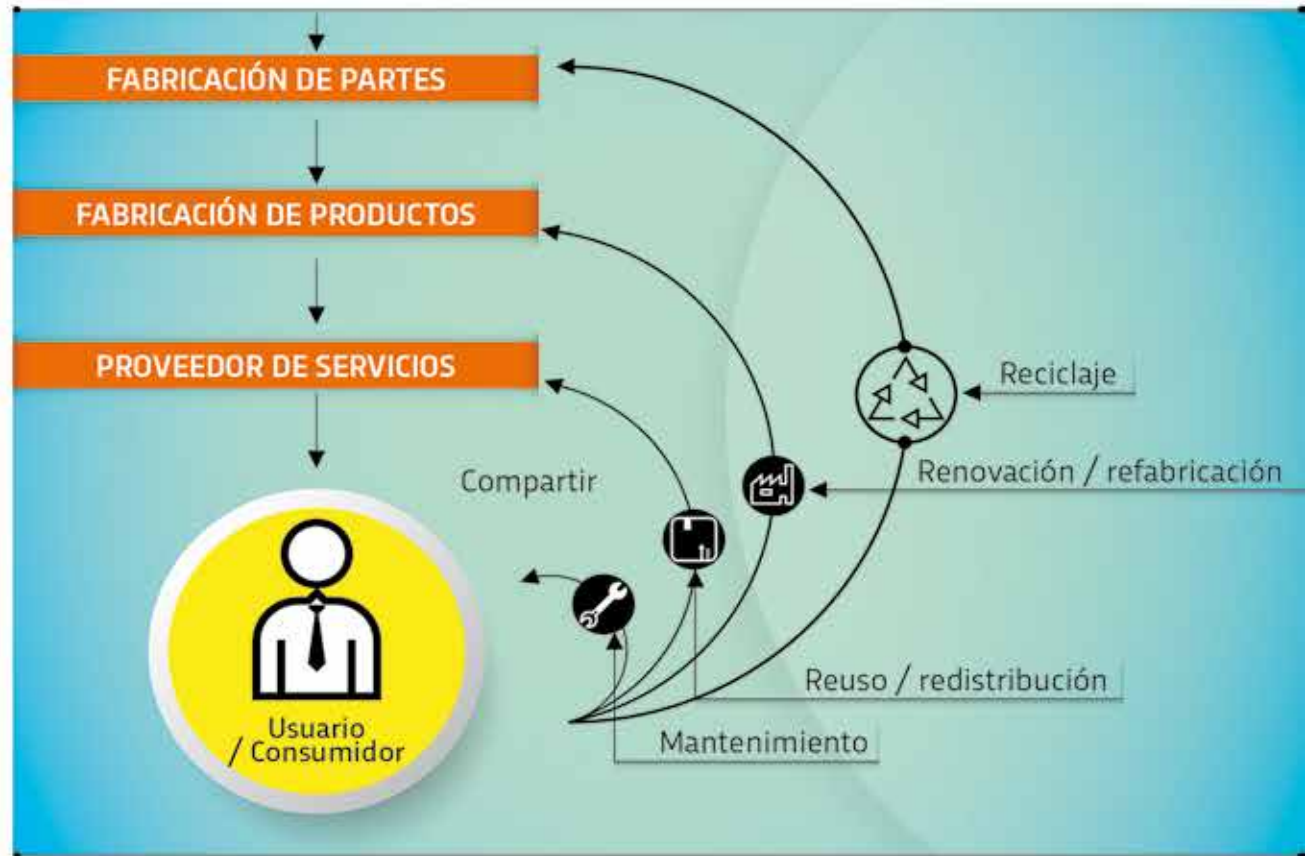 FABRICACIÓN DE PARTES
FABRICACIÓN DE PRODUCTOS
PROVEEDOR DE SERVICIOS
Reciclaje
Renovación / refabricación
Compartir
Reuso / redistribución
Mantenimiento
Usuario
/ Consumidor